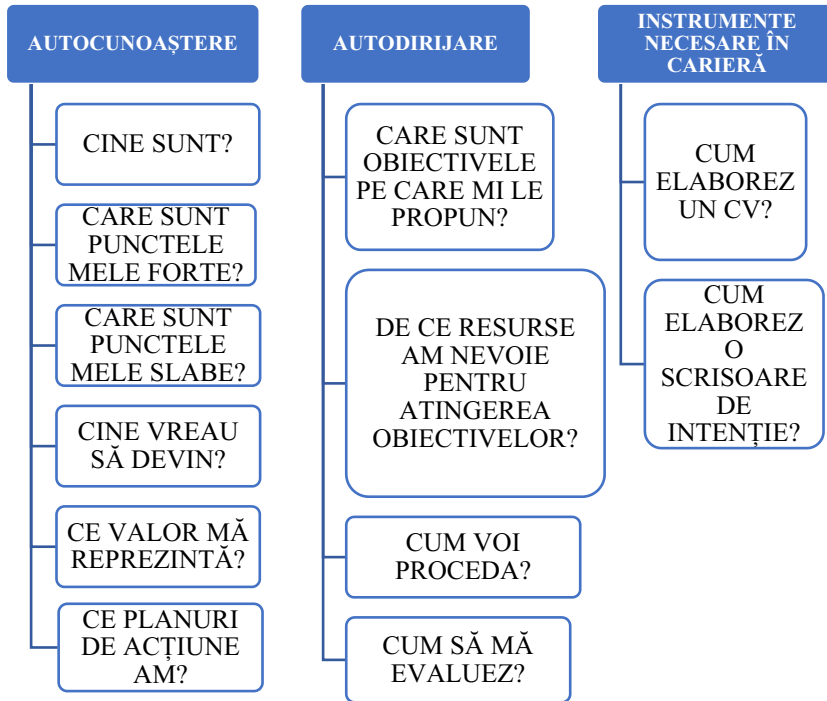 AUTOCUNOAȘTERE
CINE SUNT?
CARE SUNT
PUNCTELE
MELE FORTE?
CARE SUNT
PUNCTELE
MELE SLABE?
CINE VREAU
SĂ DEVIN?
CE VALOR MĂ
REPREZINTĂ?
CE PLANURI
DE ACȚIUNE
AM?
AUTODIRIJARE
CARE SUNT
OBIECTIVELE
PE CARE MI LE
PROPUN?
DE CE RESURSE
AM NEVOIE
PENTRU
ATINGEREA
OBIECTIVELOR?
CUM VOI
PROCEDA?
CUM SĂ MĂ
EVALUEZ?
INSTRUMENTE
NECESARE ÎN
CARIERĂ
CUM
ELABOREZ
UN CV?
CUM
ELABOREZ
O
SCRISOARE
DE
INTENȚIE?